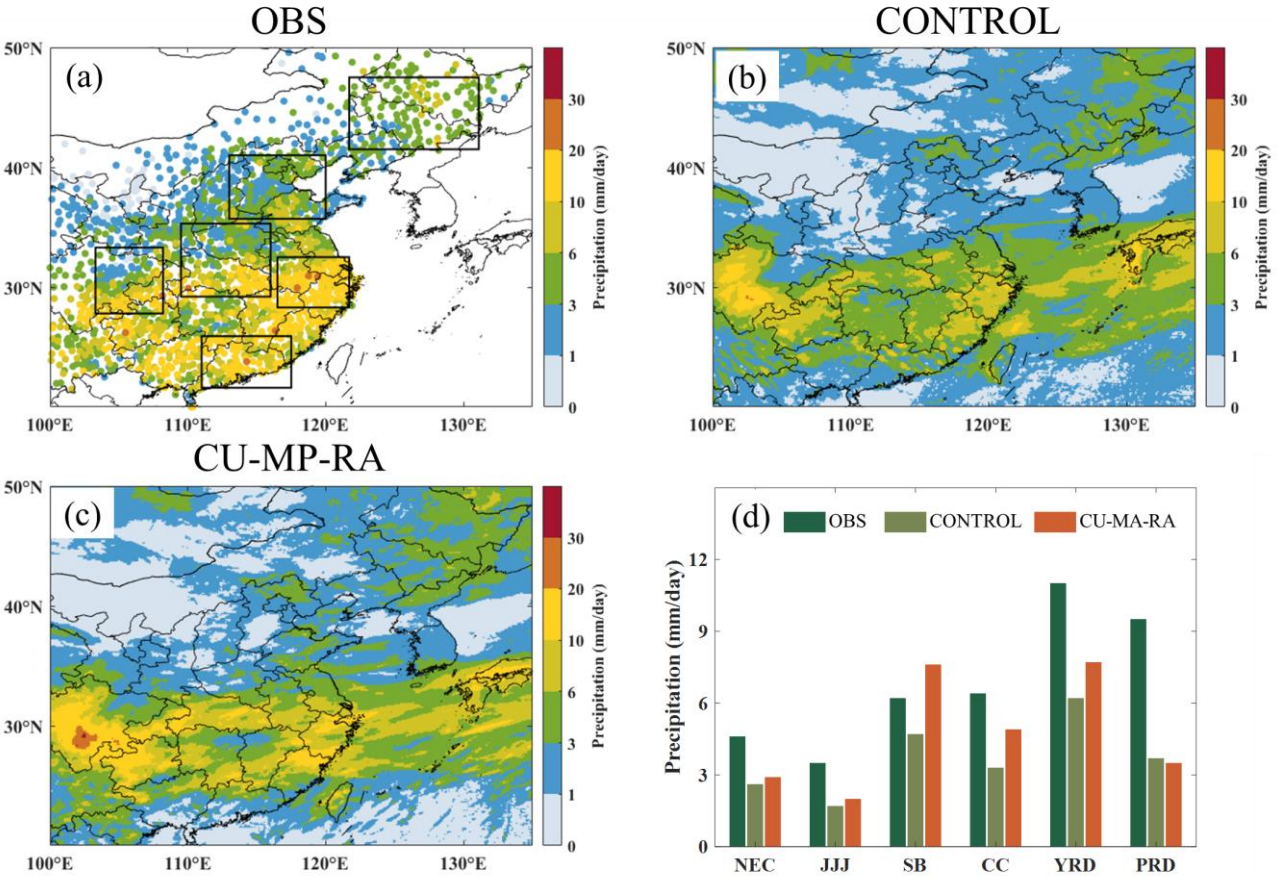 OBS
CONTROL
50°N
(a)
40°N
30°N
100°E
110°E
120°E
130°E
30
20
10
6
3
1
0
Precipitation (mm/day)
50°N
(b)
40°N
30°N
100°E
110°E
120°E
130°E
30
20
10
6
3
1
0
Precipitation (mm/day)
CU-MP-RA
50°N
(c)
40°N
30°N
100°E
110°E
120°E
130°E
30
20
10
6
3
1
0
Precipitation (mm/day)
(d)
OBS
CONTROL
CU-MA-RA
Precipitation (mm/day)
12
9
6
3
0
NEC
JJJ
SB
CC
YRD
PRD